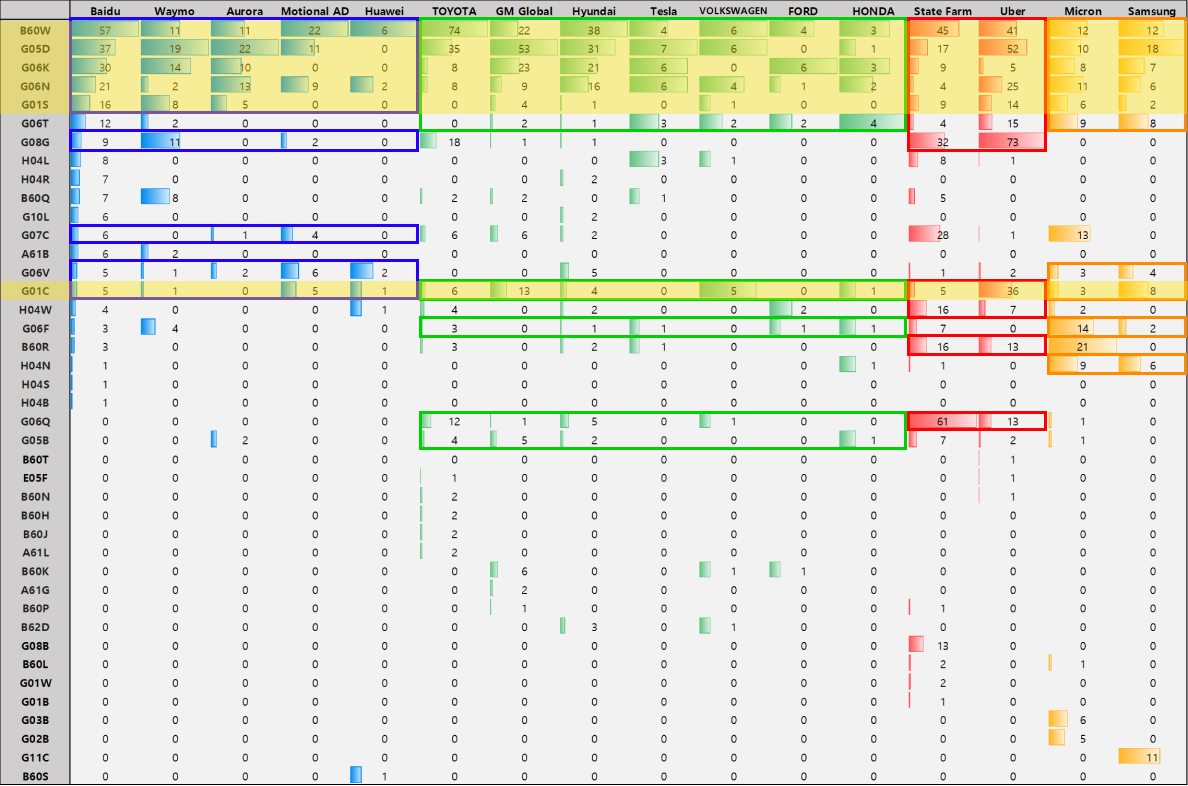 Baidu Waymo Aurora Motional AD Huawei TOYOTA GM Global Hyundai Tesla VOLKSWAGEN FORD HONDA State Farm Uber Micron Samsung
B60W 57 11 11 22 6 74 22 38 4 6 4 3 45 41 12 12
G05D 37 19 22 11 0 35 53 31 7 6 0 1 17 52 10 18
G06K 30 14 10 0 0 8 23 21 6 0 6 3 9 5 8 7
G06N 21 2 13 9 2 8 9 16 6 4 1 2 4 25 11 6
G01S 16 8 5 0 0 0 4 1 0 1 0 0 9 14 6 2
G06T 12 2 0 0 0 0 2 1 3 2 2 4 4 15 9 8
G08G 9 11 0 2 0 18 1 1 0 0 0 0 32 73 0 0
H04L 8 0 0 0 0 0 0 0 3 1 0 0 8 1 0 0
H04R 7 0 0 0 0 0 0 2 0 0 0 0 0 0 0 0
B60Q 7 8 0 0 0 2 2 0 1 0 0 0 5 0 0 0
G10L 6 0 0 0 0 0 0 2 0 0 0 0 0 0 0 0
G07C 6 0 1 4 0 6 6 2 0 0 0 0 28 1 13 0
A61B 6 2 0 0 0 0 0 0 0 0 0 0 0 0 0 0
G06V 5 1 2 6 2 0 0 5 0 0 0 0 1 2 3 4
G01C 5 1 0 5 1 6 13 4 0 5 0 1 5 36 3 8
H04W 4 0 0 0 1 4 0 2 0 0 2 0 16 7 2 0
G06F 3 4 0 0 0 3 0 1 1 0 1 1 7 0 14 2
B60R 3 0 0 0 0 3 0 2 1 0 0 0 16 13 21 0
H04N 1 0 0 0 0 0 0 0 0 0 0 1 1 0 9 6
H04S 1 0 0 0 0 0 0 0 0 0 0 0 0 0 0 0
H04B 1 0 0 0 0 0 0 0 0 0 0 0 0 0 0 0
G06Q 0 0 0 0 0 12 1 5 0 1 0 0 61 13 1 0
G05B 0 0 2 0 0 4 5 2 0 0 0 1 7 2 1 0
B60T 0 0 0 0 0 0 0 0 0 0 0 0 0 1 0 0
E05F 0 0 0 0 0 1 0 0 0 0 0 0 0 1 0 0
B60N 0 0 0 0 0 2 0 0 0 0 0 0 0 1 0 0
B60H 0 0 0 0 0 2 0 0 0 0 0 0 0 0 0 0
B60J 0 0 0 0 0 2 0 0 0 0 0 0 0 0 0 0
A61L 0 0 0 0 0 2 0 0 0 0 0 0 0 0 0 0
B60K 0 0 0 0 0 0 6 0 0 1 1 0 0 0 0 0
A61G 0 0 0 0 0 0 2 0 0 0 0 0 0 0 0 0
B60P 0 0 0 0 0 0 1 0 0 0 0 0 1 0 0 0
B62D 0 0 0 0 0 0 0 3 0 1 0 0 0 0 0 0
G08B 0 0 0 0 0 0 0 0 0 0 0 0 13 0 0 0
B60L 0 0 0 0 0 0 0 0 0 0 0 0 2 0 1 0
G01W 0 0 0 0 0 0 0 0 0 0 0 0 2 0 0 0
G01B 0 0 0 0 0 0 0 0 0 0 0 0 1 0 0 0
G03B 0 0 0 0 0 0 0 0 0 0 0 0 0 0 6 0
G02B 0 0 0 0 0 0 0 0 0 0 0 0 0 0 5 0
G11C 0 0 0 0 0 0 0 0 0 0 0 0 0 0 0 11
B60S 0 0 0 0 1 0 0 0 0 0 0 0 0 0 0 0